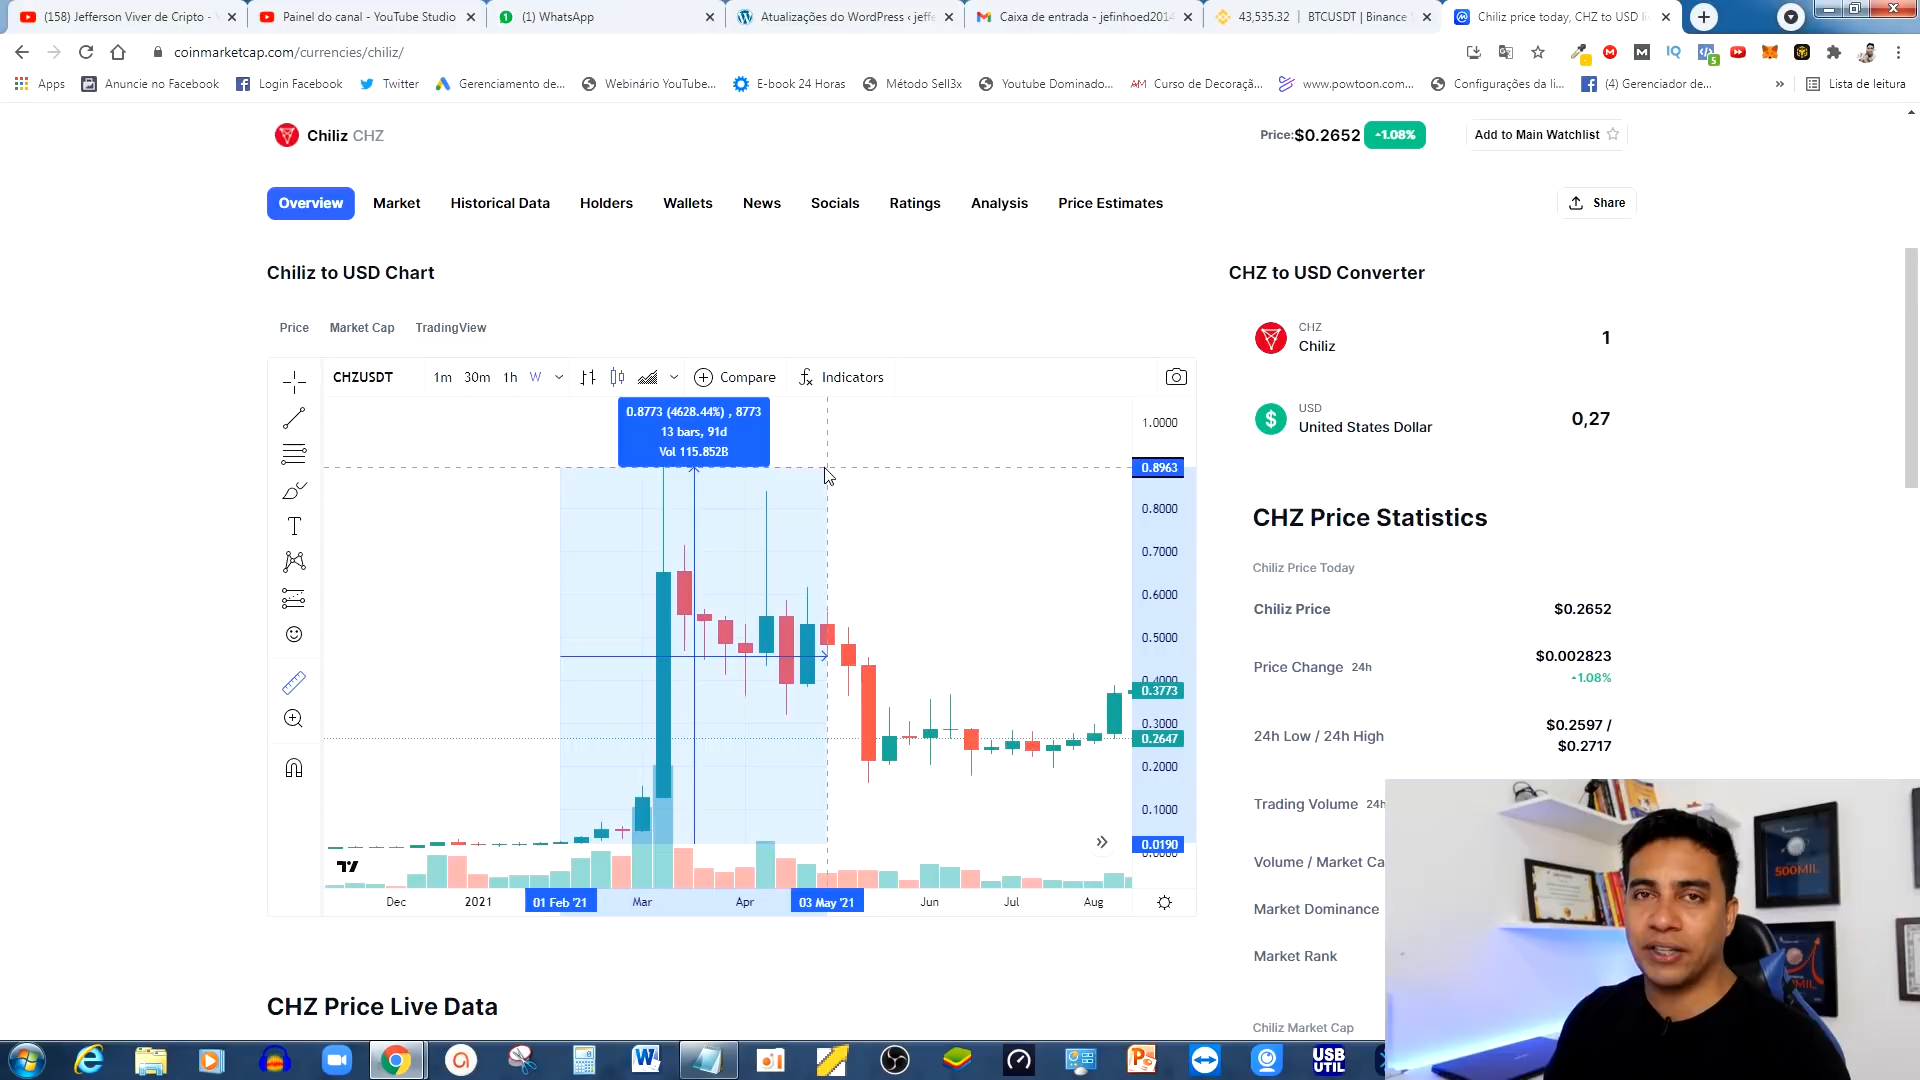 (158) Jefferson Viver de Cripto -
Painel do canal - YouTube Studio
(1) WhatsApp
Atualizações do WordPress ‹ jeffe
Caixa de entrada - jefinhoed2014
43,535.32 | BTCUSDT | Binance
Chiliz price today, CHZ to USD li
coinmarketcap.com/currencies/chiliz/
Apps
Anuncie no Facebook
Login Facebook
Twitter
Gerenciamento de...
Webinário YouTube...
E-book 24 Horas
Método Sell3x
Youtube Dominado...
AM Curso de Decoraçã...
www.powtoon.com...
Configurações da li...
(4) Gerenciador de...
Lista de leitura
Chiliz CHZ
Price:$0.2652
1.08%
Add to Main Watchlist
Overview
Market
Historical Data
Holders
Wallets
News
Socials
Ratings
Analysis
Price Estimates
Share
Chiliz to USD Chart
Price
Market Cap
TradingView
CHZUSDT
1m
30m
1h
W
Compare
Indicators
0.8773 (4628.44%) , 8773
13 bars, 91d
Vol 115.852B
1.0000
0.8963
0.8000
0.7000
0.6000
0.5000
0.4000
0.3773
0.3000
0.2647
0.2000
0.1000
0.0190
0.0000
Dec
2021
01 Feb '21
Mar
Apr
03 May '21
Jun
Jul
Aug
CHZ Price Live Data
CHZ to USD Converter
CHZ
Chiliz
1
USD
United States Dollar
0,27
CHZ Price Statistics
Chiliz Price Today
Chiliz Price
$0.2652
Price Change 24h
$0.002823
1.08%
24h Low / 24h High
$0.2597 /
$0.2717
Trading Volume 24h
Volume / Market Ca
Market Dominance
Market Rank
Chiliz Market Cap
500MIL
USB
UTIL